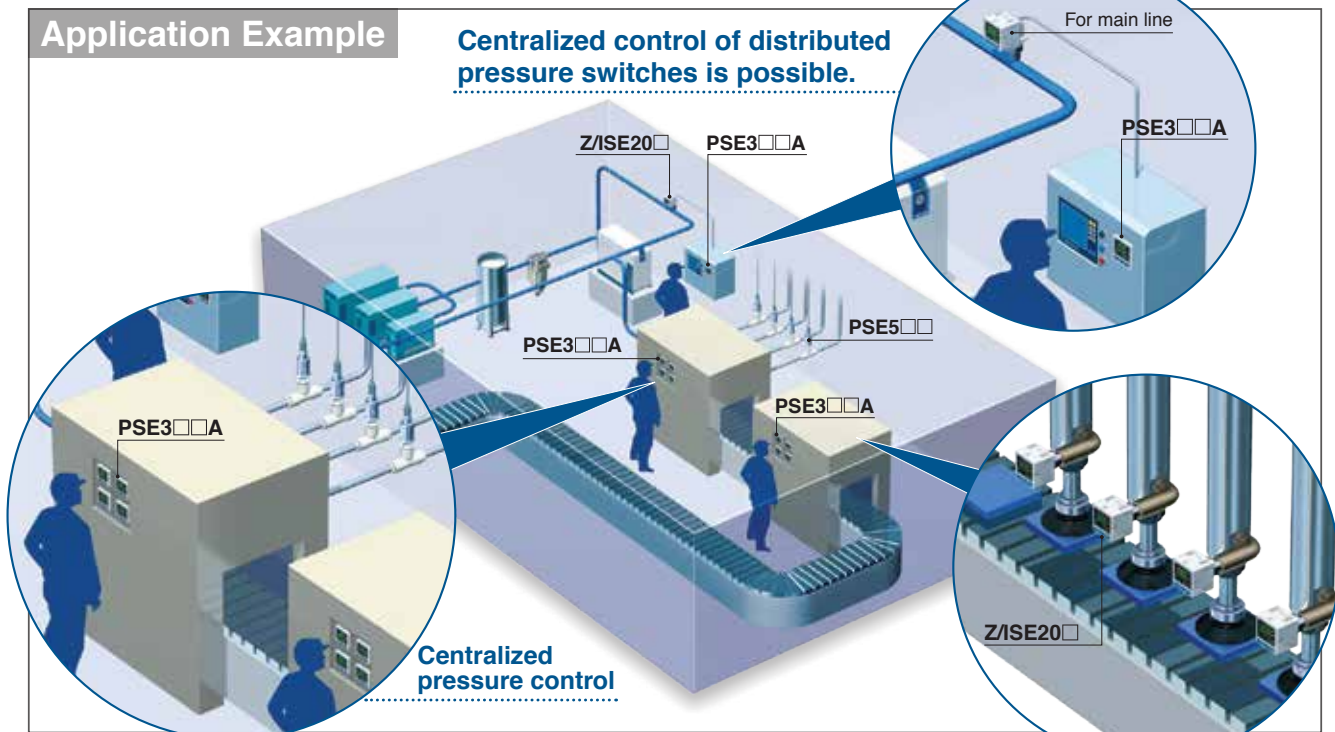 Application Example
Centralized control of distributed
pressure switches is possible.
For main line
PSE3□□A
Z/ISE20□
PSE3□□A
PSE5□□
PSE3□□A
PSE3□□A
PSE3□□A
Z/ISE20□
Centralized
pressure control